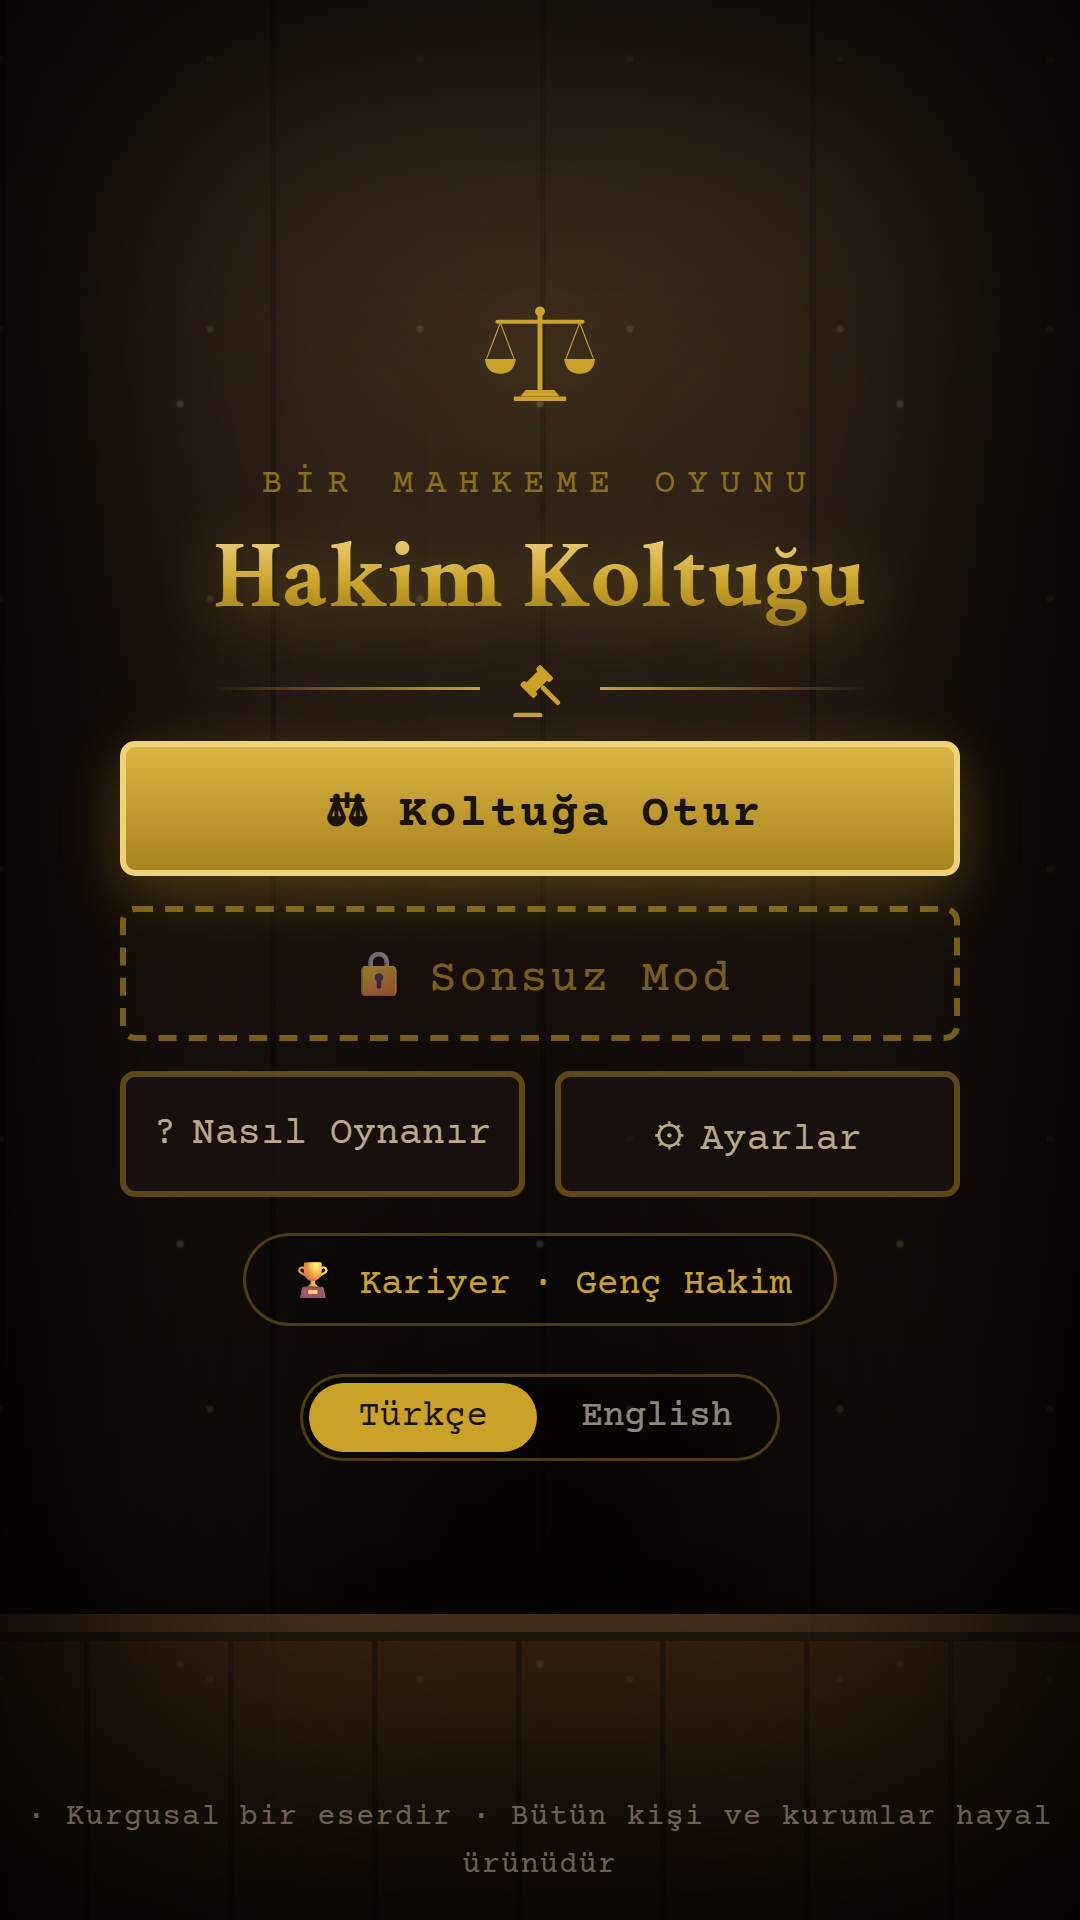 BİR MAHKEME OYUNU
Hakim Koltuğu
⚖ Koltuğa Otur
🔒 Sonsuz Mod
? Nasıl Oynanır
⚙ Ayarlar
🏆 Kariyer · Genç Hakim
Türkçe English
· Kurgusal bir eserdir · Bütün kişi ve kurumlar hayal
ürünüdür